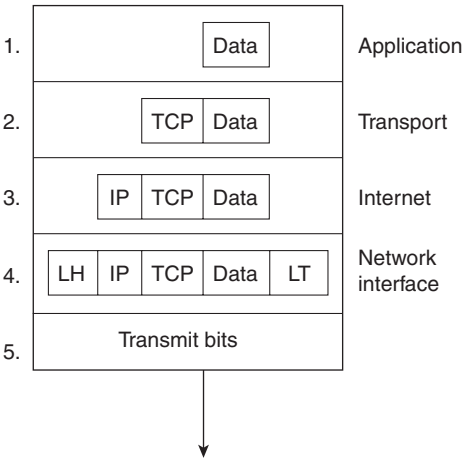 1. Data Application
2. TCP Data Transport
3. IP TCP Data Internet
4. LH IP TCP Data LT Network
interface
5. Transmit bits